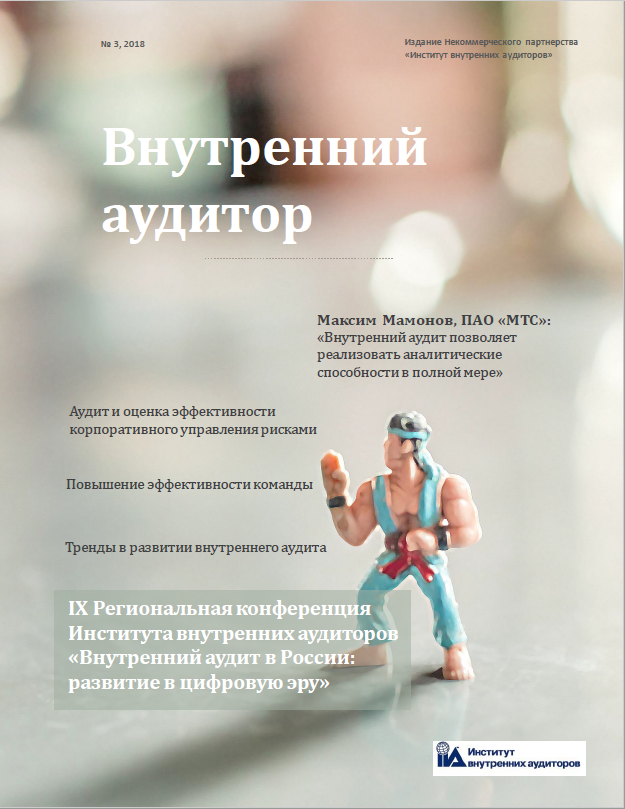 № 3, 2018
Издание Некоммерческого партнерства
«Институт внутренних аудиторов»
Внутренний
аудитор
Максим Мамонов, ПАО «МТС»:
«Внутренний аудит позволяет
реализовать аналитические
способности в полной мере»
Аудит и оценка эффективности
корпоративного управления рисками
Повышение эффективности команды
Тренды в развитии внутреннего аудита
IX Региональная конференция
Института внутренних аудиторов
«Внутренний аудит в России:
развитие в цифровую эру»
IIA
Институт
внутренних аудиторов